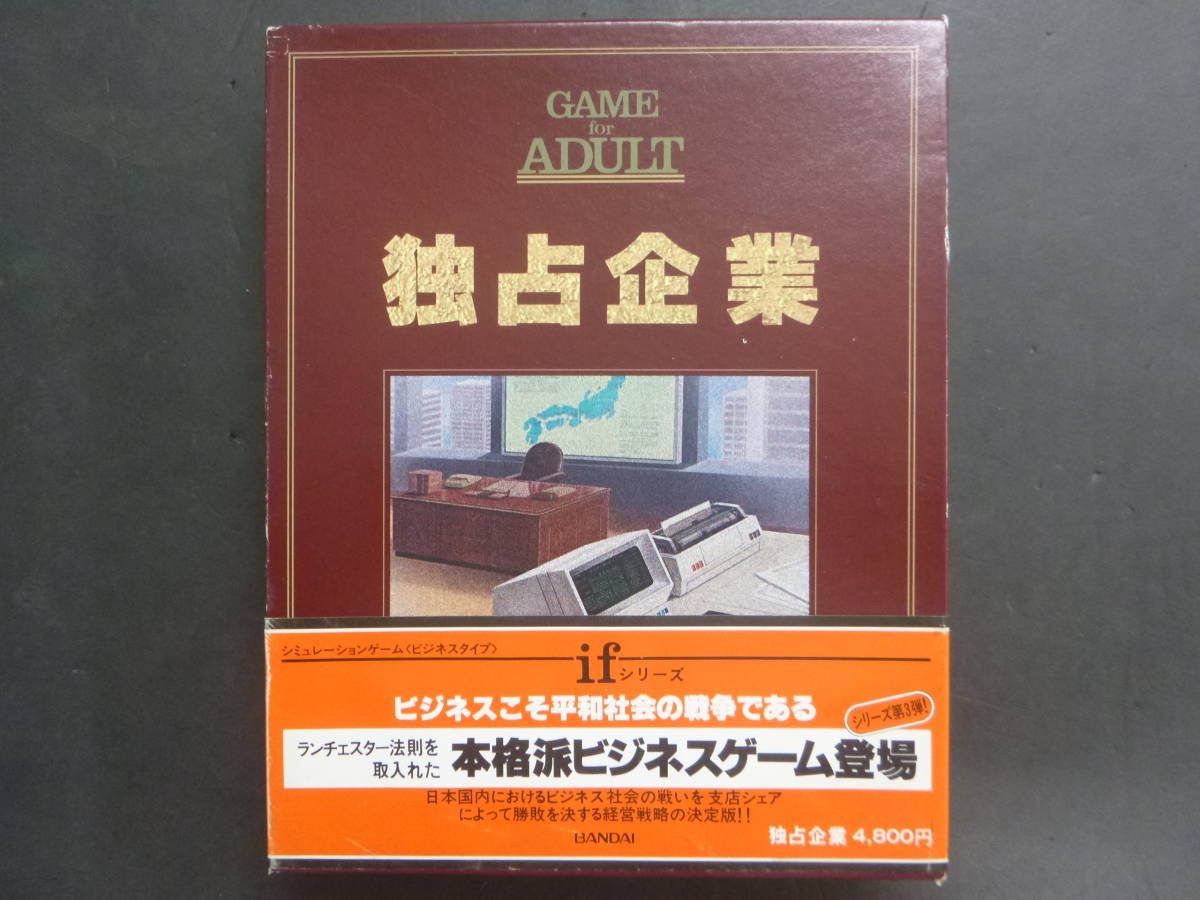 GAME
for
ADULT
独占企業
シミュレーションゲーム〈ビジネスタイプ〉
ifシリーズ
ビジネスこそ平和社会の戦争である
シリーズ第3弾!
ランチェスター法則を
取入れた
本格派ビジネスゲーム登場
日本国内におけるビジネス社会の戦いを支店シェア
によって勝敗を決する経営戦略の決定版!!
BANDAI
独占企業 4,800円